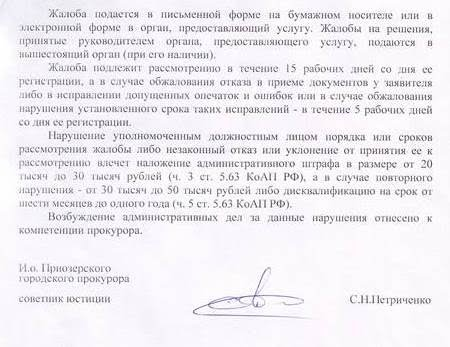 Жалоба подается в письменной форме на бумажном носителе или в
электронной форме в орган, предоставляющий услугу. Жалобы на решения,
принятые руководителем органа, предоставляющего услугу, подаются в
вышестоящий орган (при его наличии).
Жалоба подлежит рассмотрению в течение 15 рабочих дней со дня ее
регистрации, а в случае обжалования отказа в приеме документов у заявителя
либо в исправлении допущенных опечаток и ошибок или в случае обжалования
нарушения установленного срока таких исправлений - в течение 5 рабочих дней
со дня ее регистрации.
Нарушение уполномоченным должностным лицом порядка или сроков
рассмотрения жалобы либо незаконный отказ или уклонение от принятия ее к
рассмотрению влечет наложение административного штрафа в размере от 20
тысяч до 30 тысяч рублей (ч. 3 ст. 5.63 КоАП РФ), а в случае повторного
нарушения - от 30 тысяч до 50 тысяч рублей либо дисквалификацию на срок от
шести месяцев до одного года (ч. 5 ст. 5.63 КоАП РФ).
Возбуждение административных дел за данные нарушения отнесено к
компетенции прокурора.
И.о. Приозерского
городского прокурора
советник юстиции С.Н.Петриченко